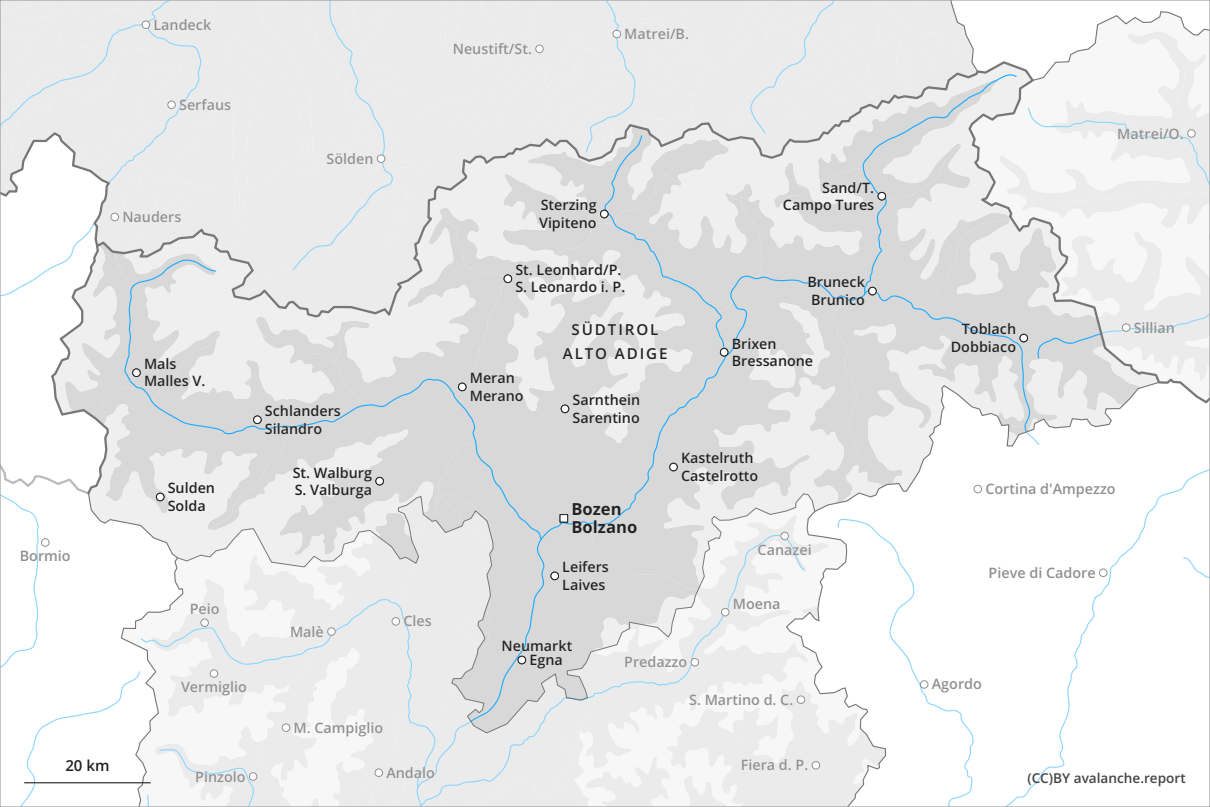 Landeck
Matrei/B.
Neustift/St.
Serfaus
Matrei/O.
Sölden
Sand/T.
Campo Tures
Sterzing
Vipiteno
Nauders
St. Leonhard/P.
S. Leonardo i. P.
Bruneck
Brunico
SÜDTIROL
ALTO ADIGE
Toblach
Dobbiaco
Sillian
Brixen
Bressanone
Mals
Malles V.
Meran
Merano
Sarnthein
Sarentino
Schlanders
Silandro
Kastelruth
Castelrotto
St. Walburg
S. Valburga
Sulden
Solda
Cortina d'Ampezzo
Bozen
Bolzano
Bormio
Canazei
Leifers
Laives
Pieve di Cadore
Peio
Moena
Malè
Cles
Neumarkt
Egna
Predazzo
Vermiglio
Agordo
S. Martino d. C.
M. Campiglio
20 km
Fiera d. P.
Pinzolo
Andalo
(CC)BY avalanche.report